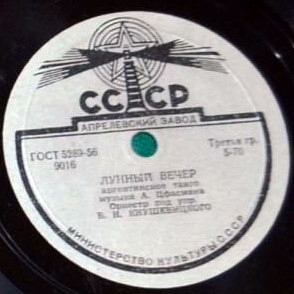 СССР
АПРЕЛЕВСКИЙ ЗАВОД
ГОСТ 5289-56
9016
Третья гр.
5-70
ЛУННЫЙ ВЕЧЕР
аргентинское танго
музыка А. Цфасмана
Оркестр под упр.
В. Н. КНУШЕВИЦКОГО
МИНИСТЕРСТВО КУЛЬТУРЫ СССР